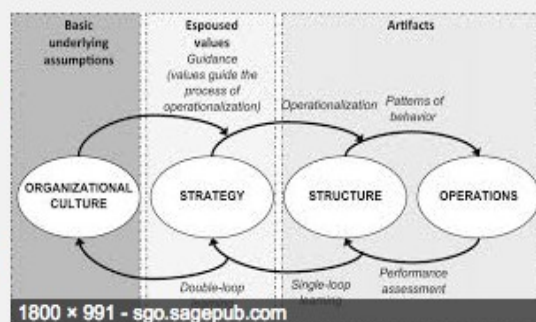 Basic
underlying
assumptions
Espoused
values
Guidance
(values guide the
process of
operationalization)
Artifacts
Operationalization
Patterns of
behavior
ORGANIZATIONAL
CULTURE
STRATEGY
STRUCTURE
OPERATIONS
Double-loop
Single-loop
learning
Performance
assessment
1800 × 991 - sgo.sagepub.com